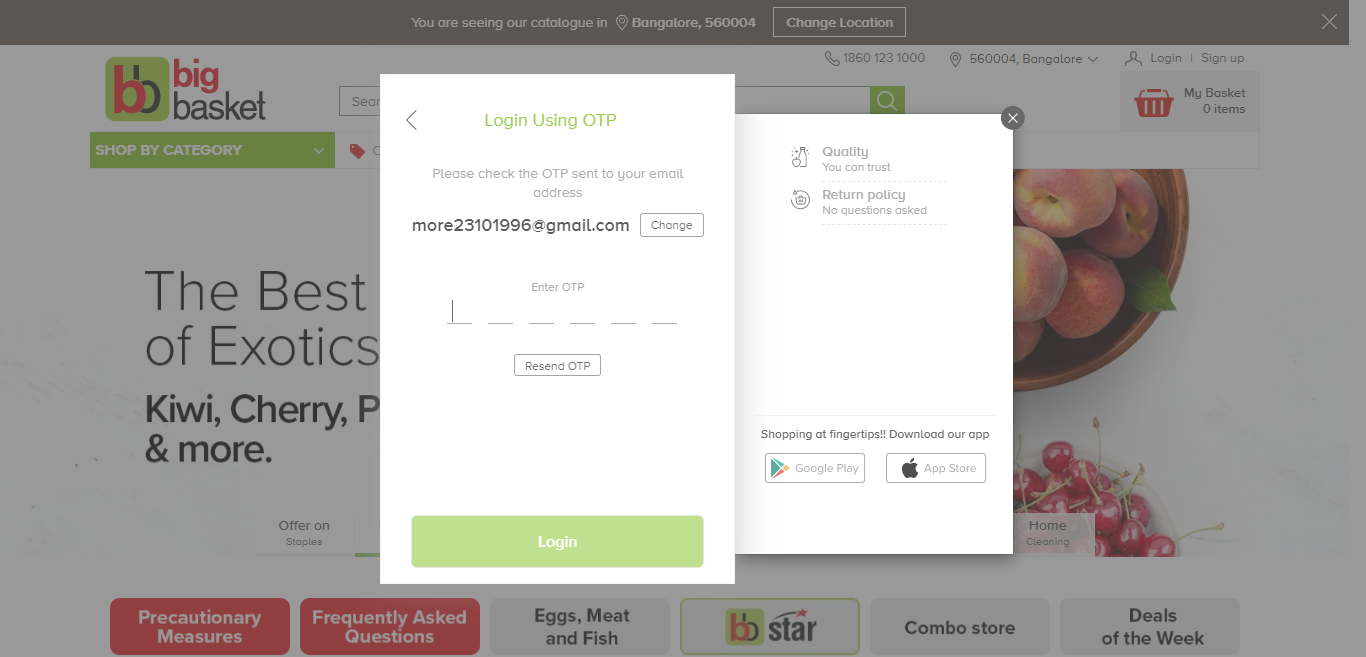 You are seeing our catalogue in Bangalore, 560004 Change Location
1860 123 1000 560004, Bangalore Login | Sign up
big
basket
bb
Sear
My Basket
0 items
SHOP BY CATEGORY
Login Using OTP
Please check the OTP sent to your email
address
more23101996@gmail.com Change
Enter OTP
Resend OTP
Login
Quality
You can trust
Return policy
No questions asked
Shopping at fingertips!! Download our app
Google Play App Store
The Best
of Exotics
Kiwi, Cherry, P
& more.
Offer on
Staples
Home
Cleaning
Precautionary
Measures
Frequently Asked
Questions
Eggs, Meat
and Fish
bb star
Combo store
Deals
of the Week